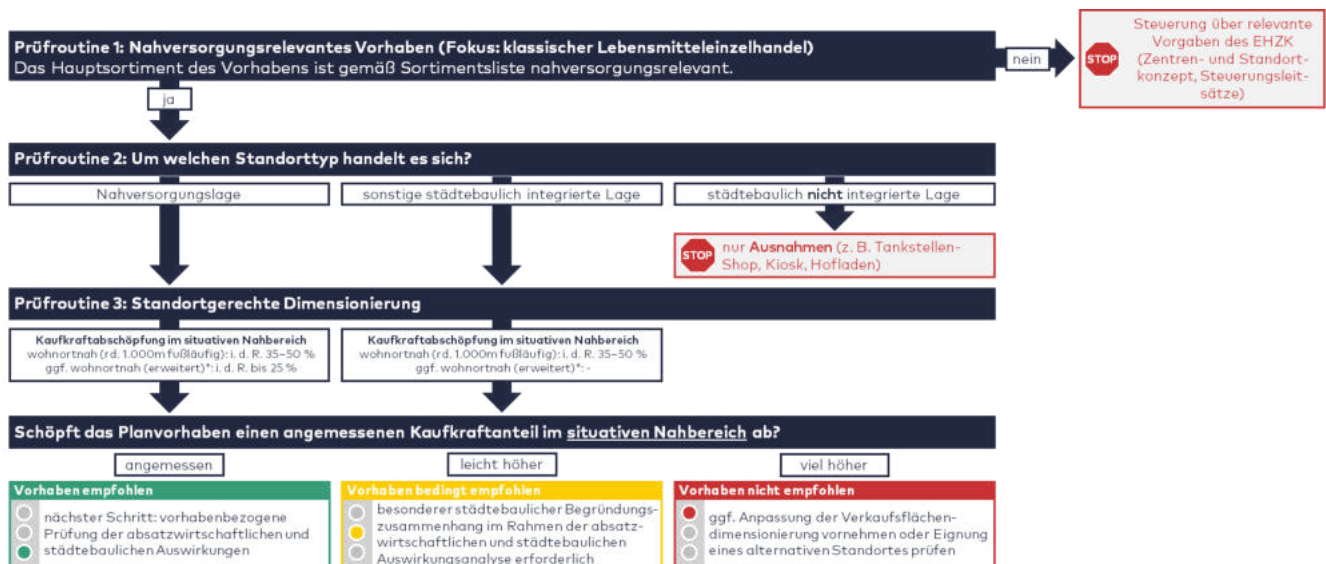 Prüfroutine 1: Nahversorgungsrelevantes Vorhaben (Fokus: klassischer Lebensmitteleinzelhandel)
Das Hauptsortiment des Vorhabens ist gemäß Sortimentsliste nahversorgungsrelevant.
nein
STOP
Steuerung über relevante
Vorgaben des EHZK
(Zentren- und Standort-
konzept, Steuerungsleit-
sätze)
ja
Prüfroutine 2: Um welchen Standorttyp handelt es sich?
Nahversorgungslage
sonstige städtebaulich integrierte Lage
städtebaulich nicht integrierte Lage
STOP
nur Ausnahmen (z. B. Tankstellen-
Shop, Kiosk, Hofladen)
Prüfroutine 3: Standortgerechte Dimensionierung
Kaufkraftabschöpfung im situativen Nahbereich
wohnortnah (rd. 1.000m fußläufig): i. d. R. 35–50 %
ggf. wohnortnah (erweitert)*: i. d. R. bis 25 %
Kaufkraftabschöpfung im situativen Nahbereich
wohnortnah (rd. 1.000m fußläufig): i. d. R. 35–50 %
ggf. wohnortnah (erweitert)*: -
Schöpft das Planvorhaben einen angemessenen Kaufkraftanteil im situativen Nahbereich ab?
angemessen
leicht höher
viel höher
Vorhaben empfohlen
nächster Schritt: vorhabenbezogene
Prüfung der absatzwirtschaftlichen und
städtebaulichen Auswirkungen
Vorhaben bedingt empfohlen
besonderer städtebaulicher Begründungs-
zusammenhang im Rahmen der absatz-
wirtschaftlichen und städtebaulichen
Auswirkungsanalyse erforderlich
Vorhaben nicht empfohlen
ggf. Anpassung der Verkaufsflächen-
dimensionierung vornehmen oder Eignung
eines alternativen Standortes prüfen